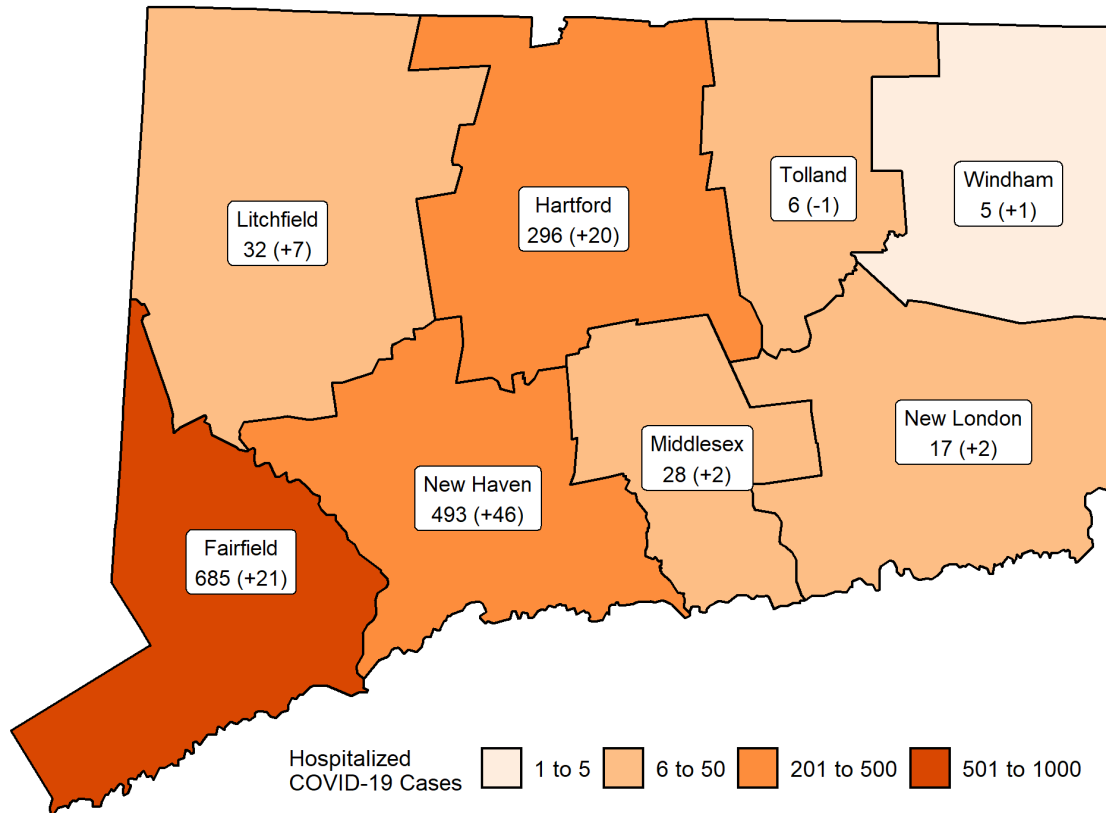 Tolland
6 (-1)
Windham
5 (+1)
Litchfield
32 (+7)
Hartford
296 (+20)
New London
17 (+2)
Middlesex
28 (+2)
New Haven
493 (+46)
Fairfield
685 (+21)
Hospitalized
COVID-19 Cases
1 to 5
6 to 50
201 to 500
501 to 1000